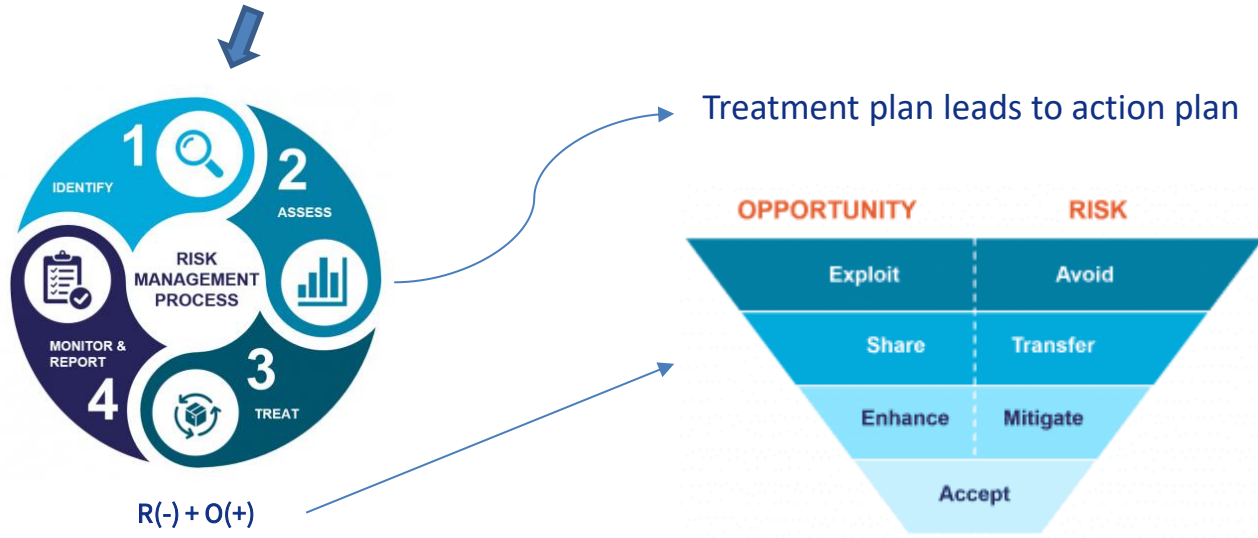 1
IDENTIFY
2
ASSESS
RISK
MANAGEMENT
PROCESS
MONITOR &
REPORT
4
3
TREAT
R(-) + O(+)
Treatment plan leads to action plan
OPPORTUNITY RISK
Exploit Avoid
Share Transfer
Enhance Mitigate
Accept